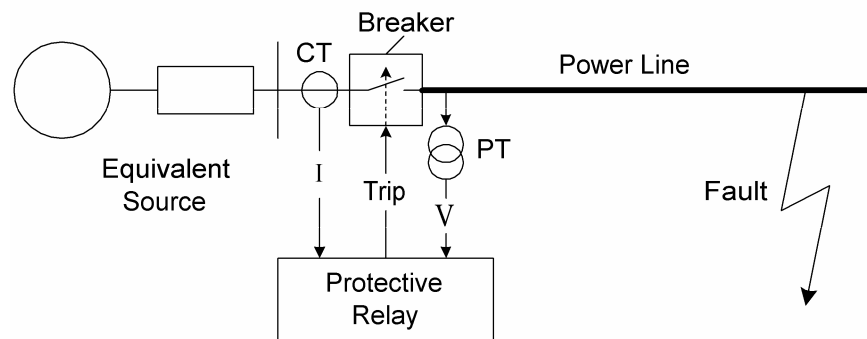 Breaker
CT
Power Line
Equivalent
Source
I
Trip
PT
V
Fault
Protective
Relay